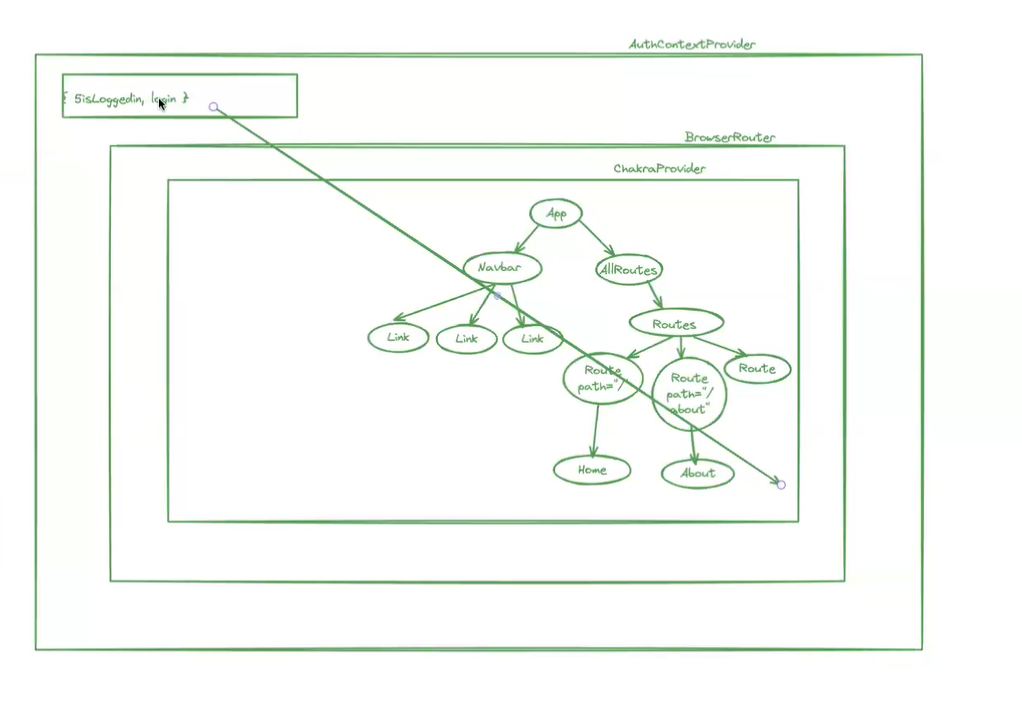 AuthContextProvider
{ 5isLoggedin, login }
BrowserRouter
ChakraProvider
App
Navbar
AllRoutes
Routes
Link
Link
Link
Route
path="/"
Route
path="/
about"
Route
Home
About